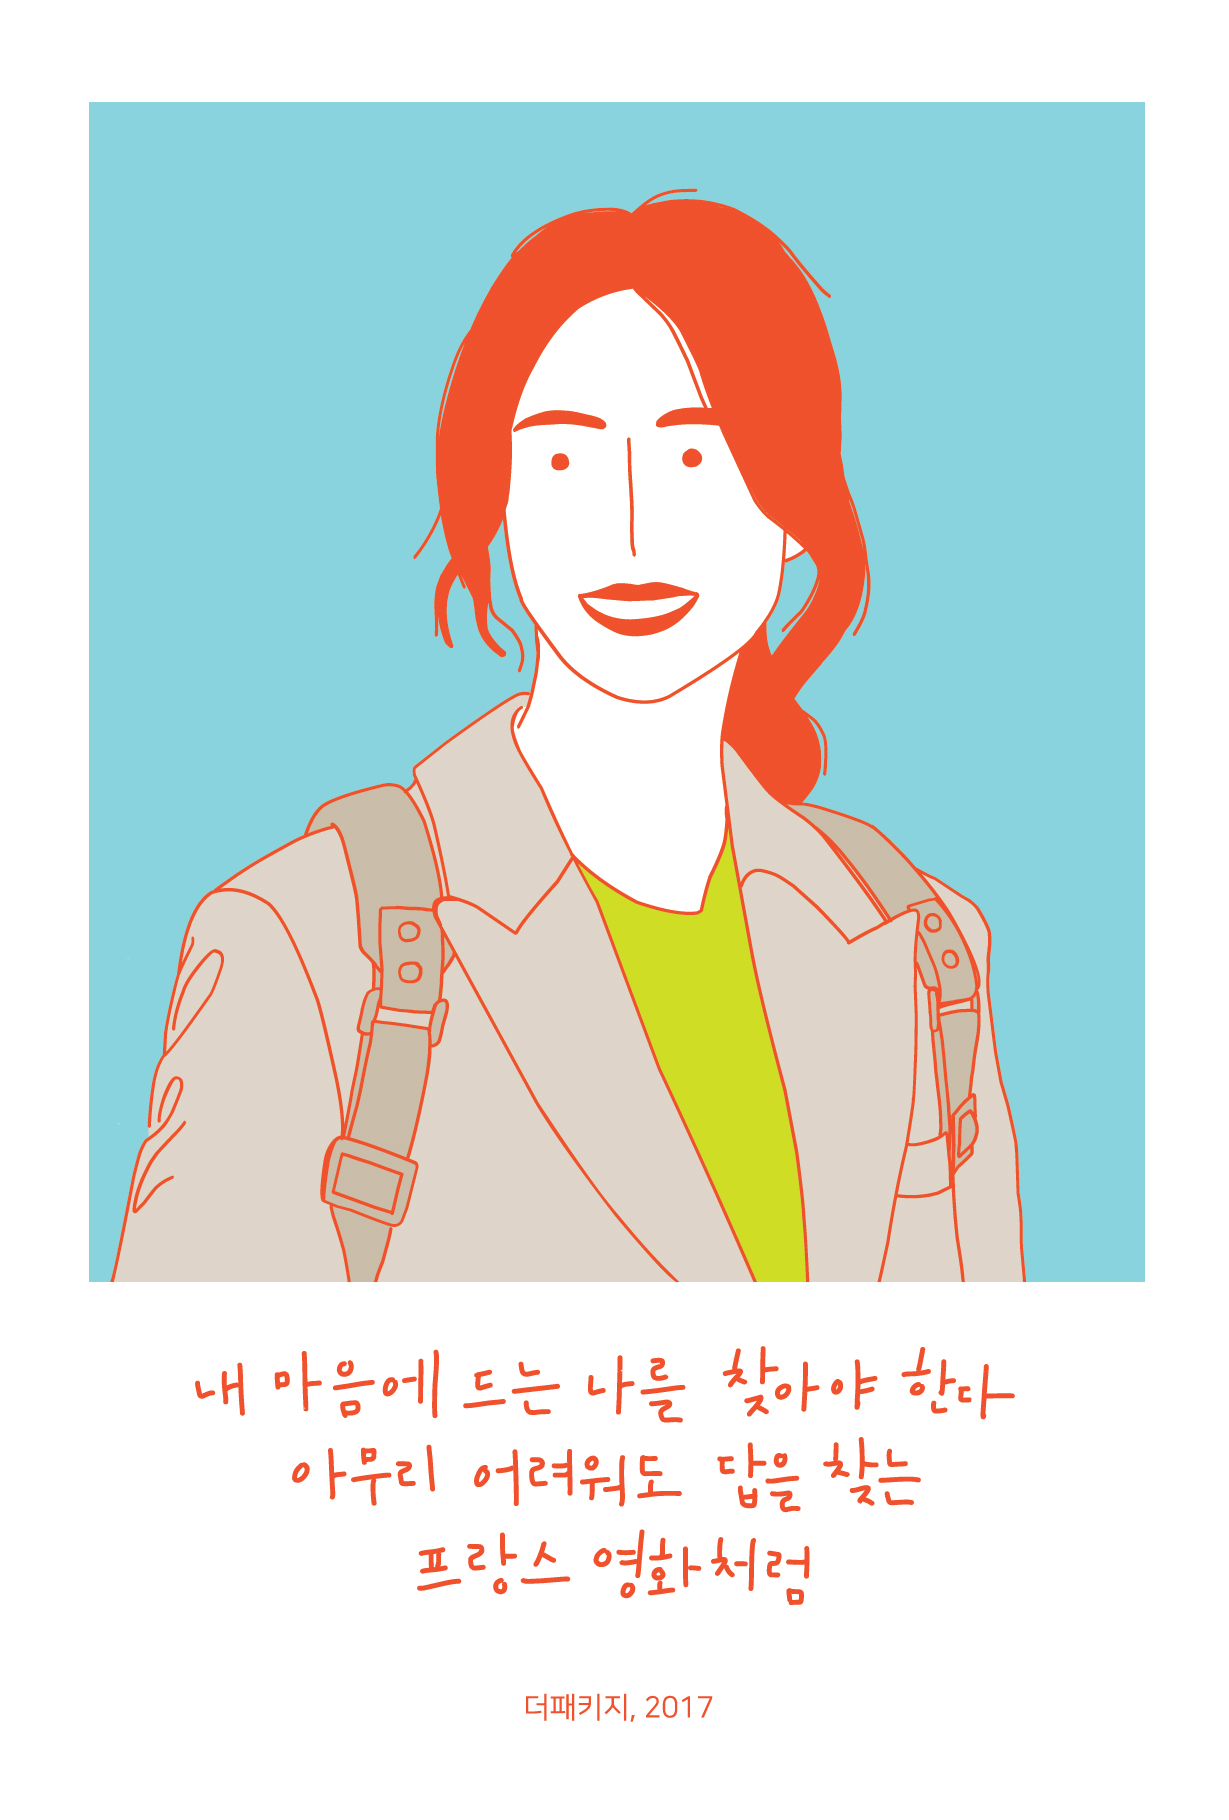 내 마음에 드는 나를 찾아야 한다
아무리 어려워도 답을 찾는
프랑스 영화처럼
더패키지, 2017